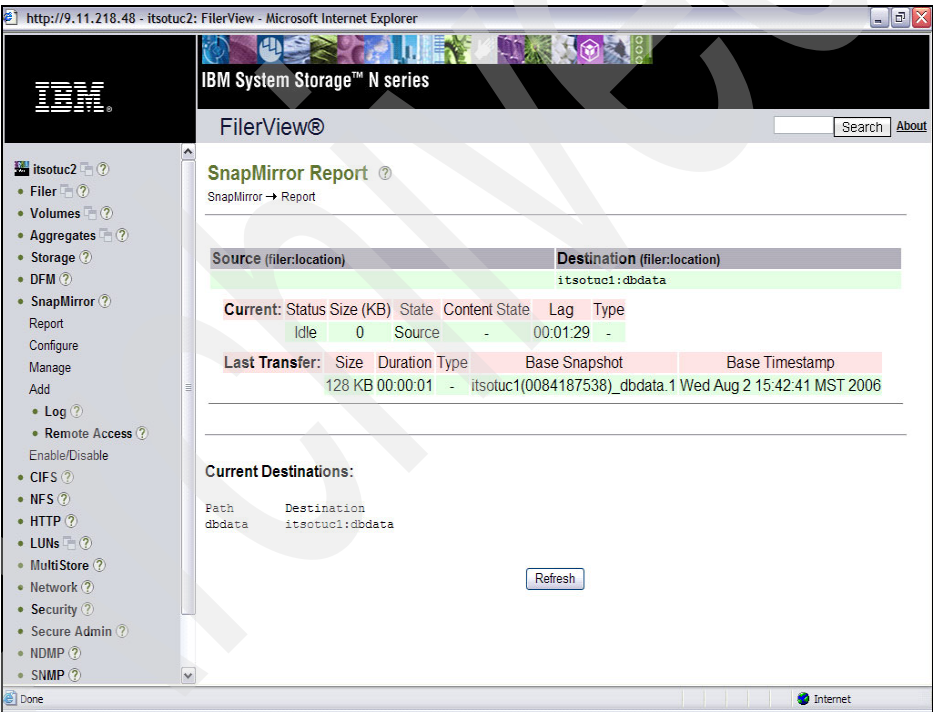 http://9.11.218.48 - itsotuc2: FilerView - Microsoft Internet Explorer
IBM
IBM System Storage™ N series
FilerView®
Search About
itsotuc2
Filer
Volumes
Aggregates
Storage
DFM
SnapMirror
Report
Configure
Manage
Add
Log
Remote Access
Enable/Disable
CIFS
NFS
HTTP
LUNs
MultiStore
Network
Security
Secure Admin
NDMP
SNMP
SnapMirror Report
SnapMirror → Report
Source (filer:location) Destination (filer:location)
itsotuc1:dbdata
Current: Status Size (KB) State Content State Lag Type
Idle 0 Source - 00:01:29 -
Last Transfer: Size Duration Type Base Snapshot Base Timestamp
128 KB 00:00:01 - itsotuc1(0084187538)_dbdata.1 Wed Aug 2 15:42:41 MST 2006
Current Destinations:
Path Destination
dbdata itsotuc1:dbdata
Refresh
Done Internet